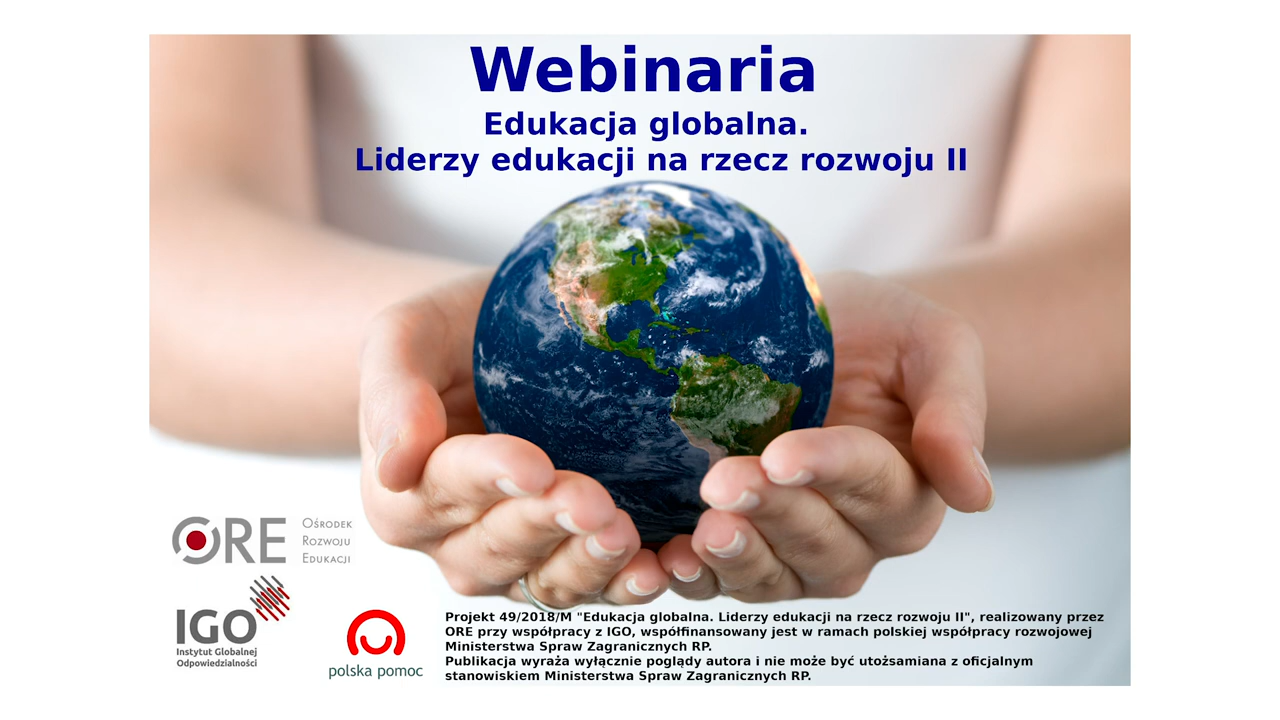 Webinaria
Edukacja globalna.
Liderzy edukacji na rzecz rozwoju II
ORE
Ośrodek
Rozwoju
Edukacji
IGO
Instytut Globalnej
Odpowiedzialności
polska pomoc
Projekt 49/2018/M "Edukacja globalna. Liderzy edukacji na rzecz rozwoju II", realizowany przez
ORE przy współpracy z IGO, współfinansowany jest w ramach polskiej współpracy rozwojowej
Ministerstwa Spraw Zagranicznych RP.
Publikacja wyraża wyłącznie poglądy autora i nie może być utożsamiana z oficjalnym
stanowiskiem Ministerstwa Spraw Zagranicznych RP.